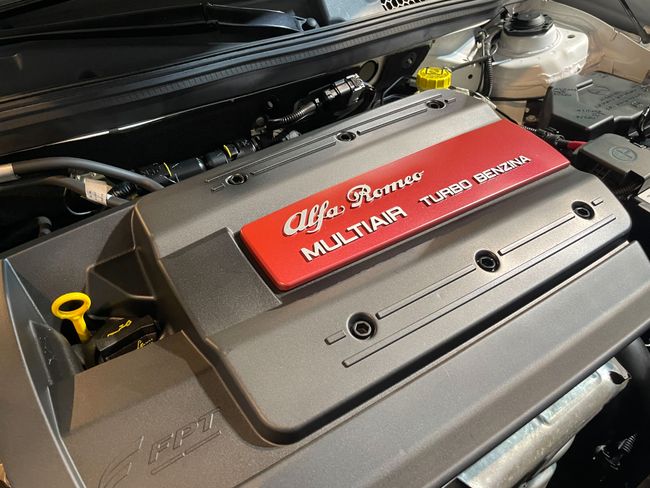 Alfa Romeo
MULTIAIR TURBO BENZINA
FPT